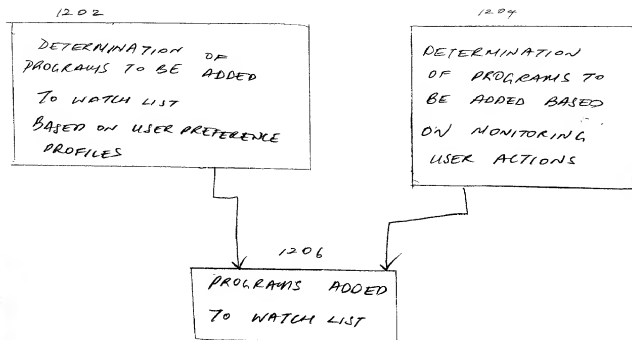 1202
DETERMINATION OF
PROGRAMS TO BE ADDED
TO WATCH LIST
BASED ON USER PREFERENCE
PROFILES
1204
DETERMINATION
OF PROGRAMS TO
BE ADDED BASED
ON MONITORING
USER ACTIONS
1206
PROGRAMS ADDED
TO WATCH LIST